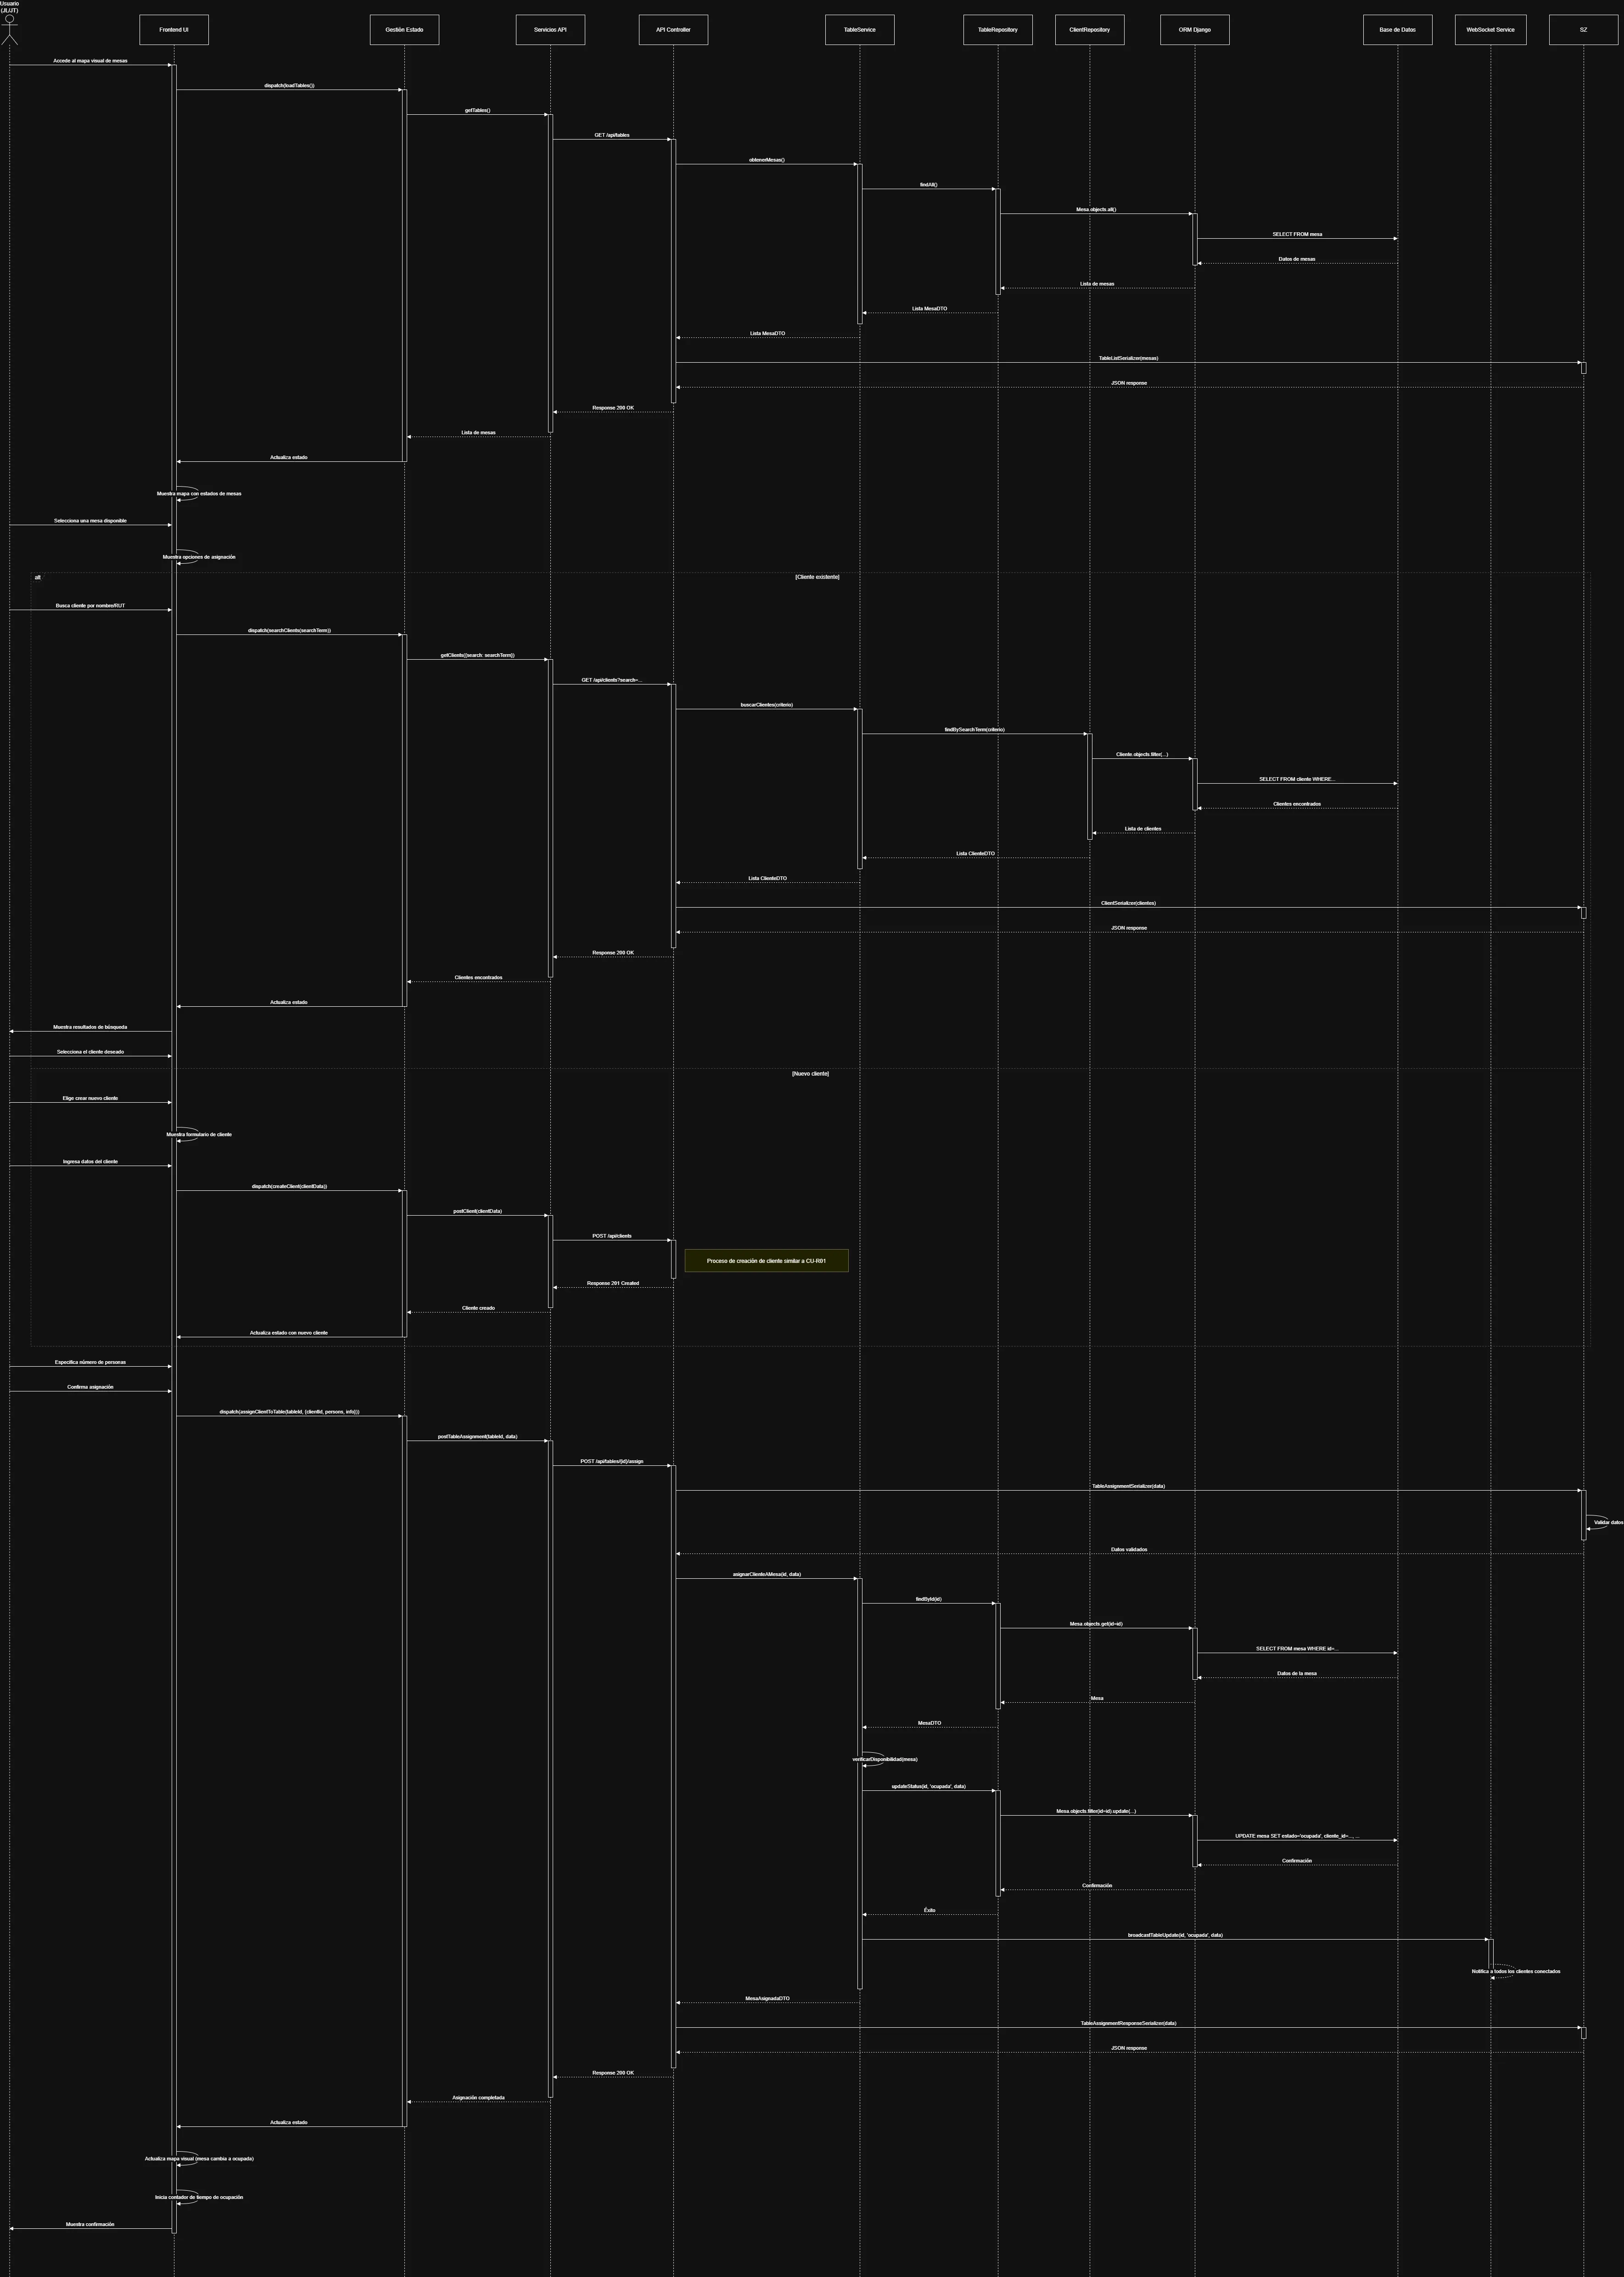 Usuario
(JL/JT)
Frontend UI
Gestión Estado
Servicios API
API Controller
TableService
TableRepository
ClientRepository
ORM Django
Base de Datos
WebSocket Service
SZ
Accede al mapa visual de mesas
dispatch(loadTables())
getTables()
GET /api/tables
obtenerMesas()
findAll()
Mesa.objects.all()
SELECT FROM mesa
Datos de mesas
Lista de mesas
Lista MesaDTO
Lista MesaDTO
TableListSerializer(mesas)
JSON response
Response 200 OK
Lista de mesas
Actualiza estado
Muestra mapa con estados de mesas
Selecciona una mesa disponible
Muestra opciones de asignación
alt
[Cliente existente]
Busca cliente por nombre/RUT
dispatch(searchClients(searchTerm))
getClients({search: searchTerm})
GET /api/clients?search=...
buscarClientes(criterio)
findBySearchTerm(criterio)
Cliente.objects.filter(...)
SELECT FROM cliente WHERE...
Clientes encontrados
Lista de clientes
Lista ClienteDTO
Lista ClienteDTO
ClientSerializer(clientes)
JSON response
Response 200 OK
Clientes encontrados
Actualiza estado
Muestra resultados de búsqueda
Selecciona el cliente deseado
[Nuevo cliente]
Elige crear nuevo cliente
Muestra formulario de cliente
Ingresa datos del cliente
dispatch(createClient(clientData))
postClient(clientData)
POST /api/clients
Proceso de creación de cliente similar a CU-R01
Response 201 Created
Cliente creado
Actualiza estado con nuevo cliente
Especifica número de personas
Confirma asignación
dispatch(assignClientToTable(tableId, {clientId, persons, info}))
postTableAssignment(tableId, data)
POST /api/tables/{id}/assign
TableAssignmentSerializer(data)
Validar datos
Datos validados
asignarClienteAMesa(id, data)
findById(id)
Mesa.objects.get(id=id)
SELECT FROM mesa WHERE id=...
Datos de la mesa
Mesa
MesaDTO
verificarDisponibilidad(mesa)
updateStatus(id, 'ocupada', data)
Mesa.objects.filter(id=id).update(...)
UPDATE mesa SET estado='ocupada', cliente_id=..., ...
Confirmación
Confirmación
Éxito
broadcastTableUpdate(id, 'ocupada', data)
Notifica a todos los clientes conectados
MesaAsignadaDTO
TableAssignmentResponseSerializer(data)
JSON response
Response 200 OK
Asignación completada
Actualiza estado
Actualiza mapa visual (mesa cambia a ocupada)
Inicia contador de tiempo de ocupación
Muestra confirmación